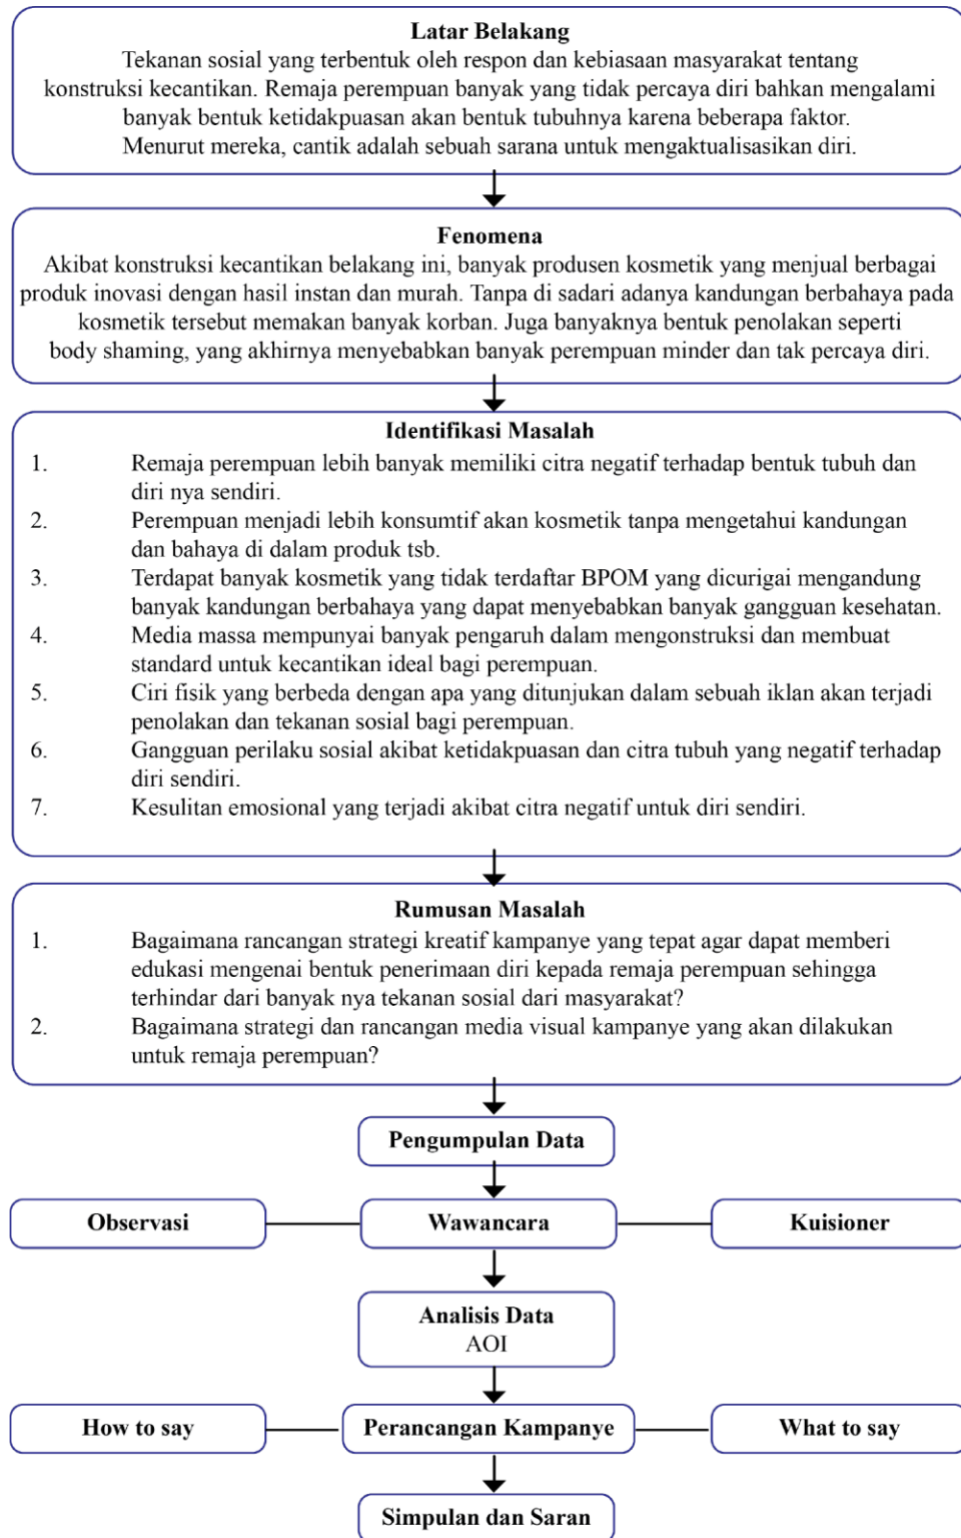 Latar Belakang
Tekanan sosial yang terbentuk oleh respon dan kebiasaan masyarakat tentang
konstruksi kecantikan. Remaja perempuan banyak yang tidak percaya diri bahkan mengalami
banyak bentuk ketidakpuasan akan bentuk tubuhnya karena beberapa faktor.
Menurut mereka, cantik adalah sebuah sarana untuk mengaktualisasikan diri.
Fenomena
Akibat konstruksi kecantikan belakang ini, banyak produsen kosmetik yang menjual berbagai
produk inovasi dengan hasil instan dan murah. Tanpa di sadari adanya kandungan berbahaya pada
kosmetik tersebut memakan banyak korban. Juga banyaknya bentuk penolakan seperti
body shaming, yang akhirnya menyebabkan banyak perempuan minder dan tak percaya diri.
Identifikasi Masalah
1. Remaja perempuan lebih banyak memiliki citra negatif terhadap bentuk tubuh dan
diri nya sendiri.
2. Perempuan menjadi lebih konsumtif akan kosmetik tanpa mengetahui kandungan
dan bahaya di dalam produk tsb.
3. Terdapat banyak kosmetik yang tidak terdaftar BPOM yang dicurigai mengandung
banyak kandungan berbahaya yang dapat menyebabkan banyak gangguan kesehatan.
4. Media massa mempunyai banyak pengaruh dalam mengonstruksi dan membuat
standard untuk kecantikan ideal bagi perempuan.
5. Ciri fisik yang berbeda dengan apa yang ditunjukan dalam sebuah iklan akan terjadi
penolakan dan tekanan sosial bagi perempuan.
6. Gangguan perilaku sosial akibat ketidakpuasan dan citra tubuh yang negatif terhadap
diri sendiri.
7. Kesulitan emosional yang terjadi akibat citra negatif untuk diri sendiri.
Rumusan Masalah
1. Bagaimana rancangan strategi kreatif kampanye yang tepat agar dapat memberi
edukasi mengenai bentuk penerimaan diri kepada remaja perempuan sehingga
terhindar dari banyak nya tekanan sosial dari masyarakat?
2. Bagaimana strategi dan rancangan media visual kampanye yang akan dilakukan
untuk remaja perempuan?
Pengumpulan Data
Observasi Wawancara Kuisioner
Analisis Data
AOI
How to say Perancangan Kampanye What to say
Simpulan dan Saran